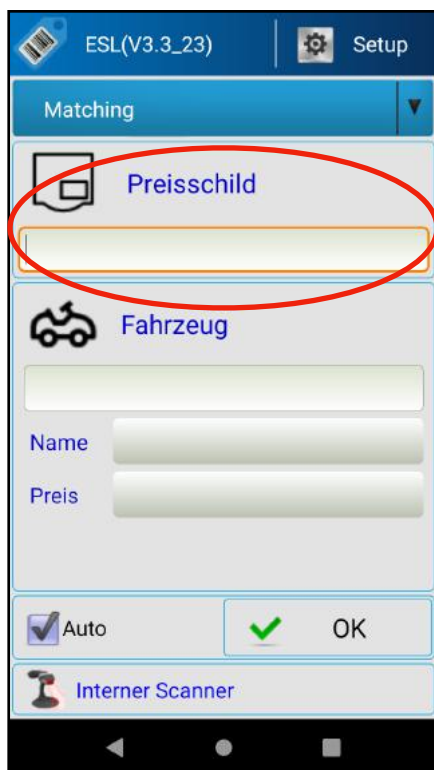 ESL(V3.3_23)
Setup
Matching
Preisschild
Fahrzeug
Name
Preis
Auto
OK
Interner Scanner